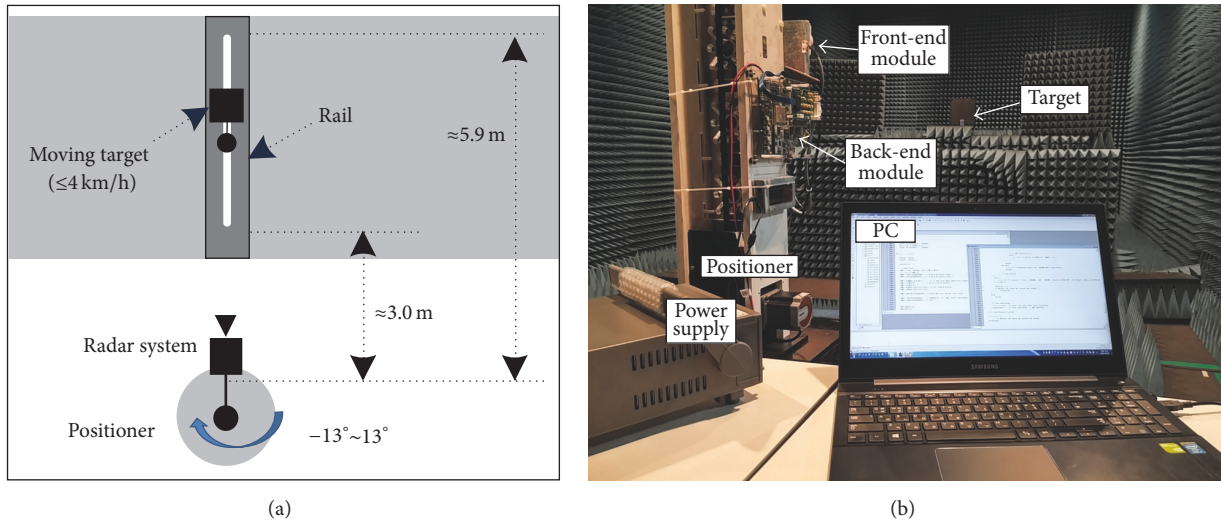 Moving target
(≤4 km/h)
Rail
≈5.9 m
≈3.0 m
Radar system
Positioner
−13°~13°
(a)
Front-end
module
Target
Back-end
module
PC
Positioner
Power
supply
SAMSUNG
(b)